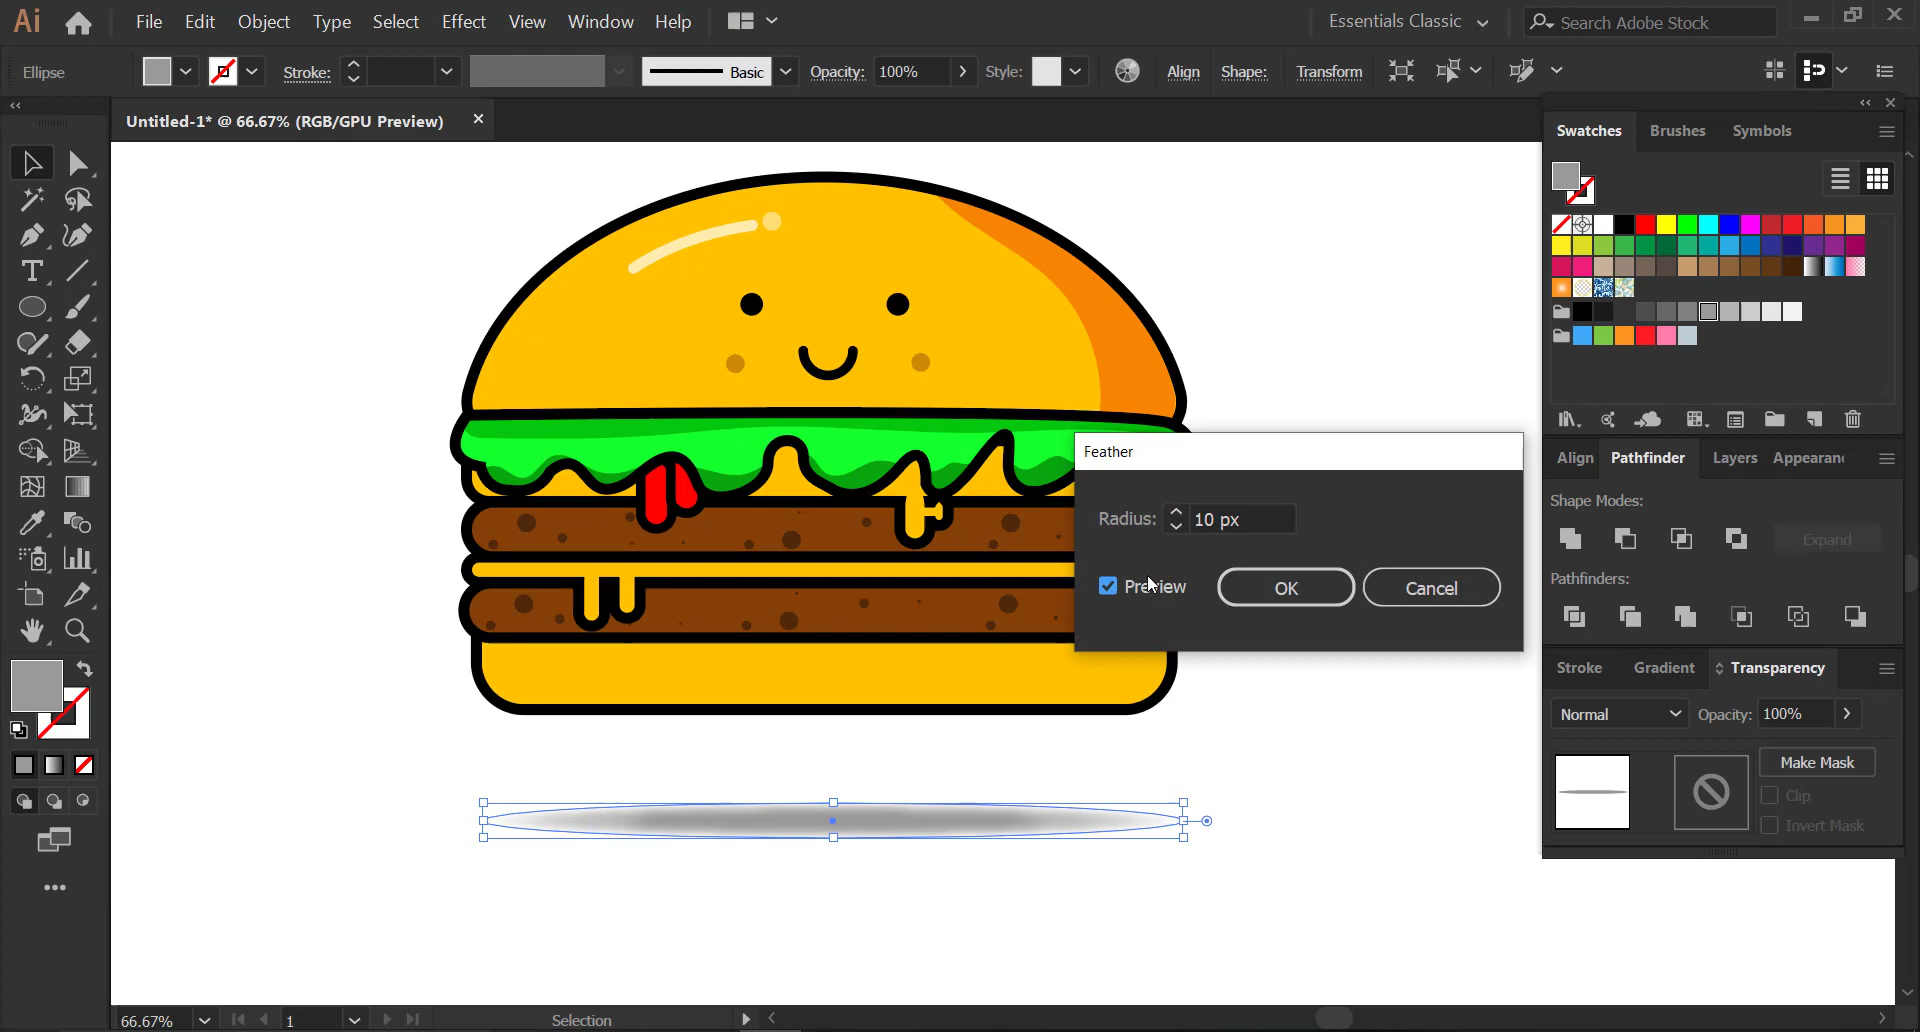 Ai File Edit Object Type Select Effect View Window Help Essentials Classic Search Adobe Stock
Ellipse Stroke: Basic Opacity: 100% Style: Align Shape: Transform
Untitled-1* @ 66.67% (RGB/GPU Preview)
Swatches Brushes Symbols
Feather
Radius: 10 px
Preview OK Cancel
Align Pathfinder Layers Appearan
Shape Modes:
Expand
Pathfinders:
Stroke Gradient Transparency
Normal Opacity: 100%
Make Mask
Clip
Invert Mask
66.67% 1 Selection